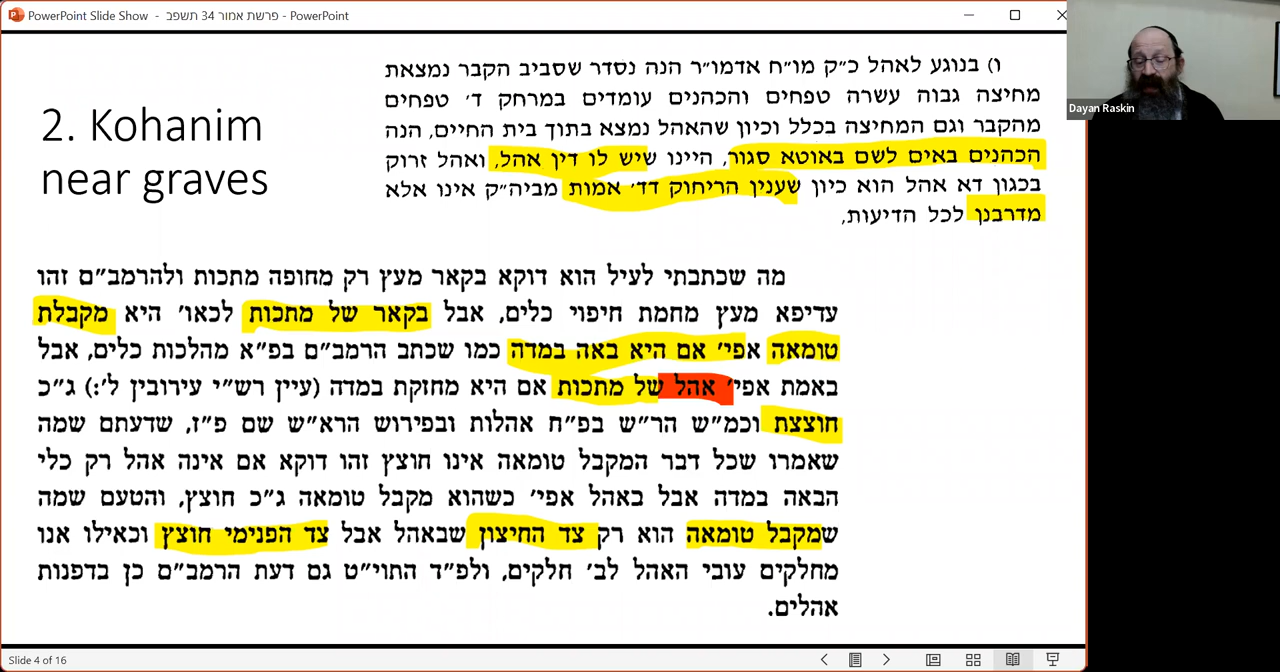 PowerPoint Slide Show - פרשת אמור 34 תשפב - PowerPoint
Dayan Raskin
2. Kohanim
near graves
ו) בנוגע לאהל כ״ק מו״ח אדמו״ר הנה נסדר שסביב הקבר נמצאת
מחיצה גבוה עשרה טפחים והכהנים עומדים במרחק ד׳ טפחים
מהקבר וגם המחיצה בכלל וכיון שהאהל נמצא בתוך בית החיים, הנה
הכהנים באים לשם באוטא סגור, היינו שיש לו דין אהל, ואהל זרוק
בכגון דא אהל הוא כיון שענין הריחוק דד׳ אמות מביה״ק אינו אלא
מדרבנן לכל הדיעות,
מה שכתבתי לעיל הוא דוקא בקאר מעץ רק מחופה מתכות ולהרמב״ם זהו
עדיפא מעץ מחמת חיפוי כלים, אבל בקאר של מתכות לכאו׳ היא מקבלת
טומאה אפי׳ אם היא באה במדה כמו שכתב הרמב״ם בפ״א מהלכות כלים, אבל
באמת אפי׳ אהל של מתכות אם היא מחזקת במדה (עיין רש״י עירובין ל׳:) ג״כ
חוצצת וכמ״ש הר״ש בפ״ח אהלות ובפירוש הרא״ש שם פ״ז, שדעתם שמה
שאמרו שכל דבר המקבל טומאה אינו חוצץ זהו דוקא אם אינה אהל רק כלי
הבאה במדה אבל באהל אפי׳ כשהוא מקבל טומאה ג״כ חוצץ, והטעם שמה
שמקבל טומאה הוא רק צד החיצון שבאהל אבל צד הפנימי חוצץ וכאילו אנו
מחלקים עובי האהל לב׳ חלקים, ולפ״ד התוי״ט גם דעת הרמב״ם כן בדפנות
אהלים.
Slide 4 of 16